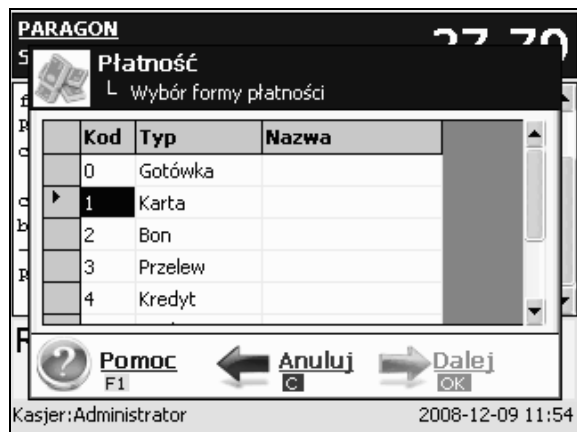 PARAGON
Płatność
└ Wybór formy płatności
Kod Typ Nazwa
0 Gotówka
1 Karta
2 Bon
3 Przelew
4 Kredyt
Pomoc Anuluj Dalej
F1 C OK
Kasjer:Administrator 2008-12-09 11:54